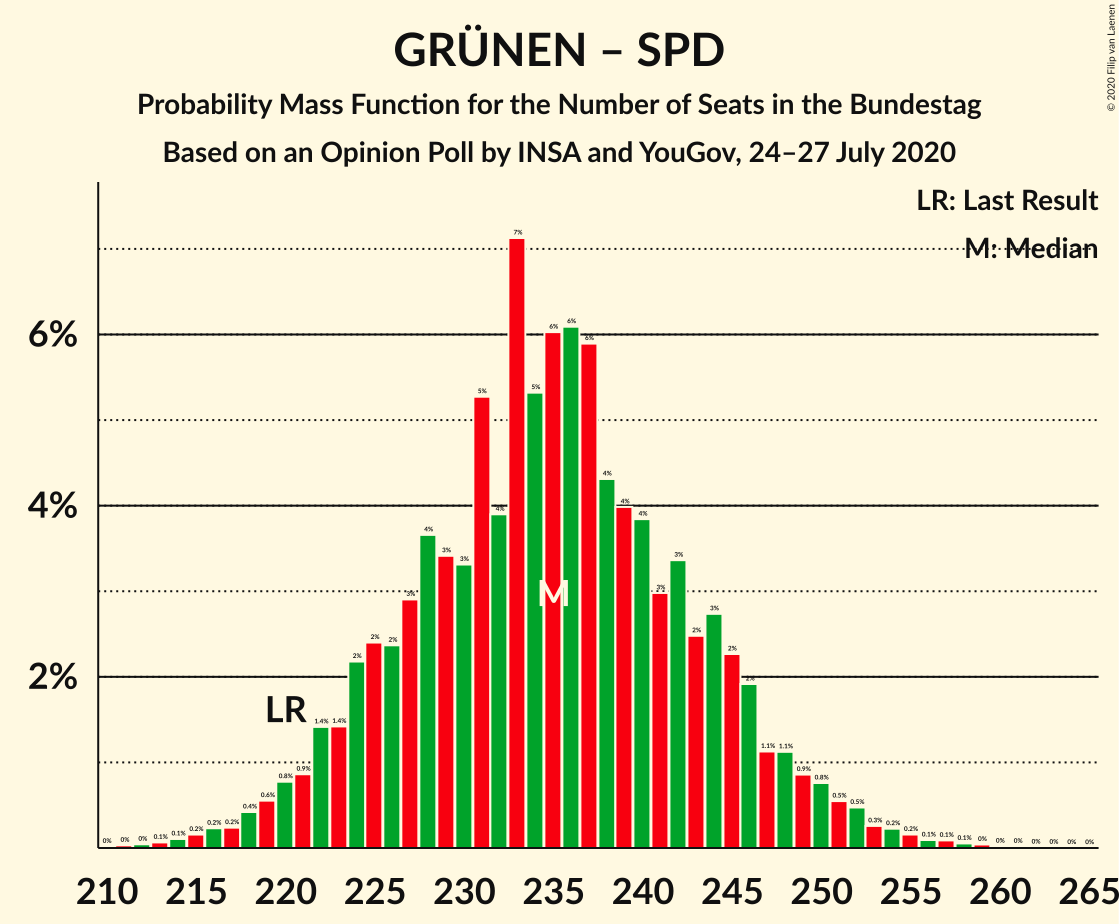 GRÜNEN – SPD
Probability Mass Function for the Number of Seats in the Bundestag
Based on an Opinion Poll by INSA and YouGov, 24–27 July 2020
© 2020 Filip van Laenen
LR: Last Result
M: Median
6%
4%
2%
LR
M
0% 0% 0% 0.1% 0.1% 0.2% 0.2% 0.2% 0.4% 0.6% 0.8% 0.9% 1.4% 1.4% 2% 2% 2% 3% 4% 3% 3% 5% 4% 7% 5% 6% 6% 6% 4% 4% 4% 3% 3% 2% 3% 2% 2% 1.1% 1.1% 0.9% 0.8% 0.5% 0.5% 0.3% 0.2% 0.2% 0.1% 0.1% 0.1% 0% 0% 0% 0% 0% 0% 0%
210 215 220 225 230 235 240 245 250 255 260 265